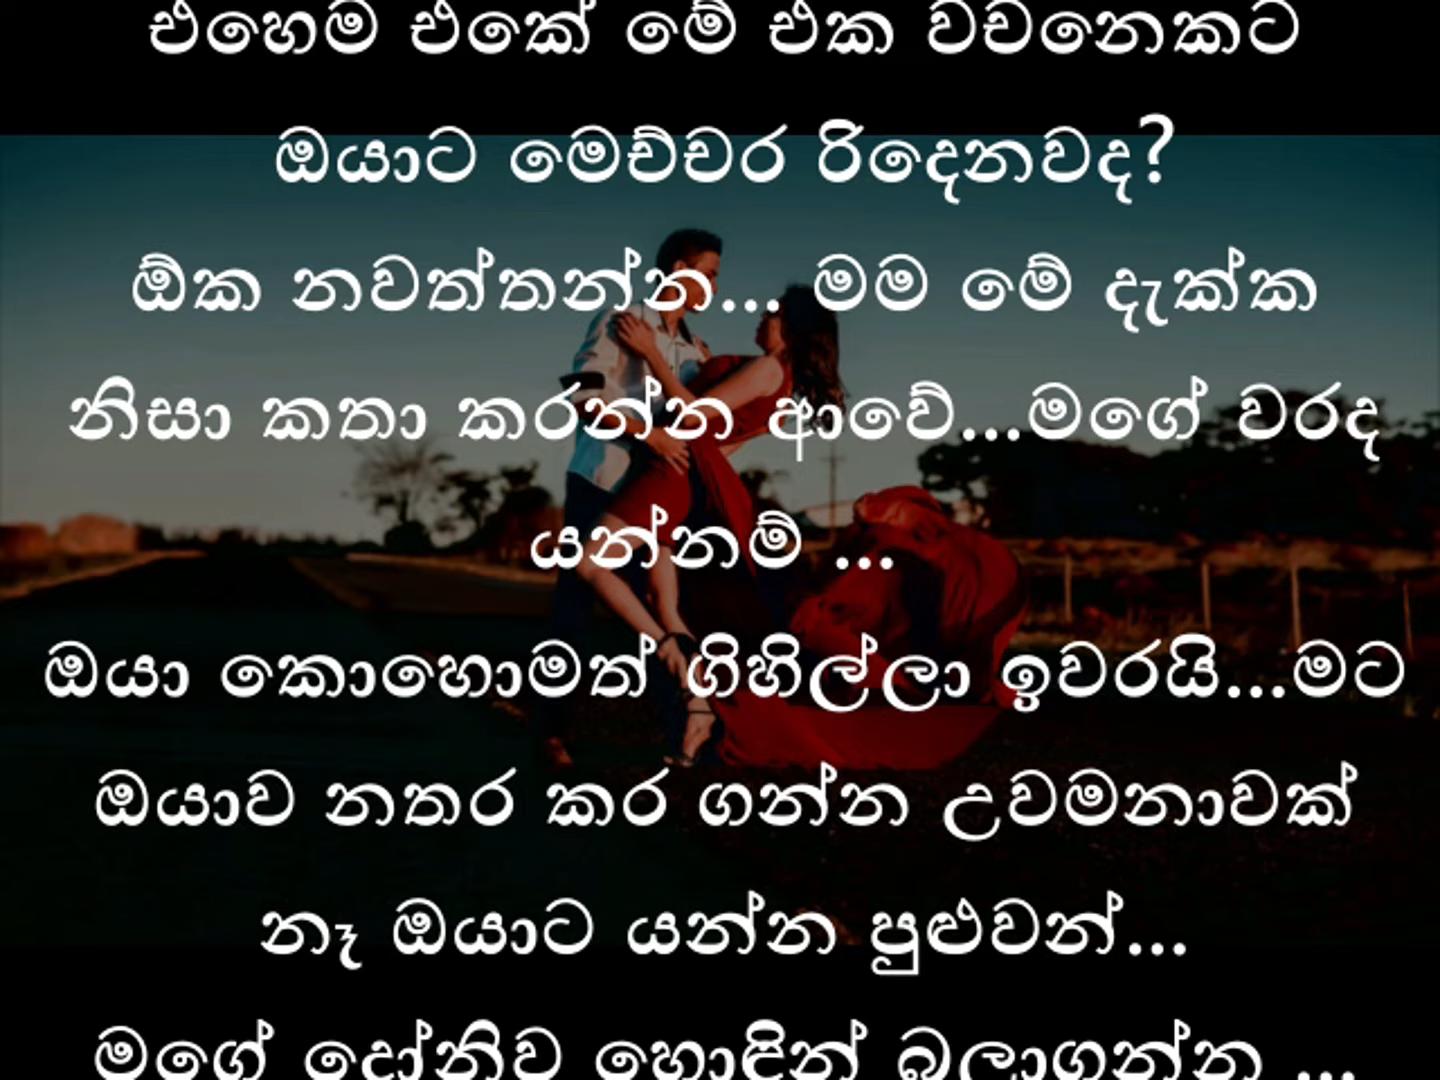 එහෙම එකේ මේ එක වචනෙකට
ඔයාට මෙච්චර රිදෙනවද?
ඕක නවත්තන්න... මම මේ දැක්ක
නිසා කතා කරන්න ආවේ...මගේ වරද
යන්නම් ...
ඔයා කොහොමත් ගිහිල්ලා ඉවරයි...මට
ඔයාව නතර කර ගන්න උවමනාවක්
නෑ ඔයාට යන්න පුළුවන්...
මගේ දෝනිව හොඳින් බලාගන්න ...